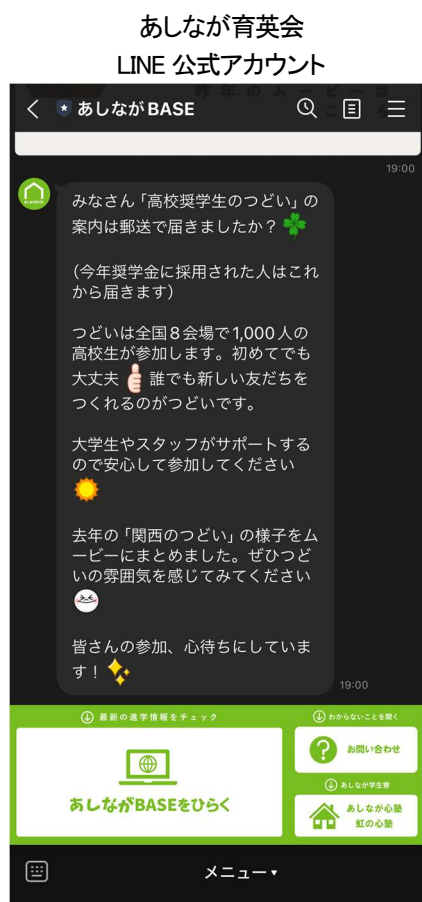 あしなが育英会
LINE 公式アカウント
あしなが BASE
19:00
みなさん「高校奨学生のつどい」の
案内は郵送で届きましたか？
（今年奨学金に採用された人はこれ
から届きます）
つどいは全国8会場で1,000人の
高校生が参加します。初めてでも
大丈夫 誰でも新しい友だちを
つくれるのがつどいです。
大学生やスタッフがサポートする
ので安心して参加してください
去年の「関西のつどい」の様子をム
ービーにまとめました。ぜひつど
いの雰囲気を感じてみてください
皆さんの参加、心待ちにしていま
す！
19:00
最新の進学情報をチェック
あしながBASEをひらく
わからないことを聞く
お問い合わせ
あしなが学生寮
あしなが心塾
虹の心塾
メニュー▾